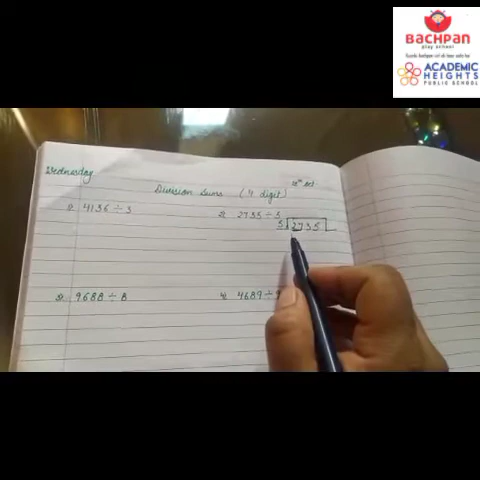 BACHPAN
play school
ACADEMIC
HEIGHTS
PUBLIC SCHOOL
Wednesday
Division Sums (4 digit)
1) 4136 ÷ 3
2) 2735 ÷ 5
5 2735
3) 9688 ÷ 8
4) 4689 ÷